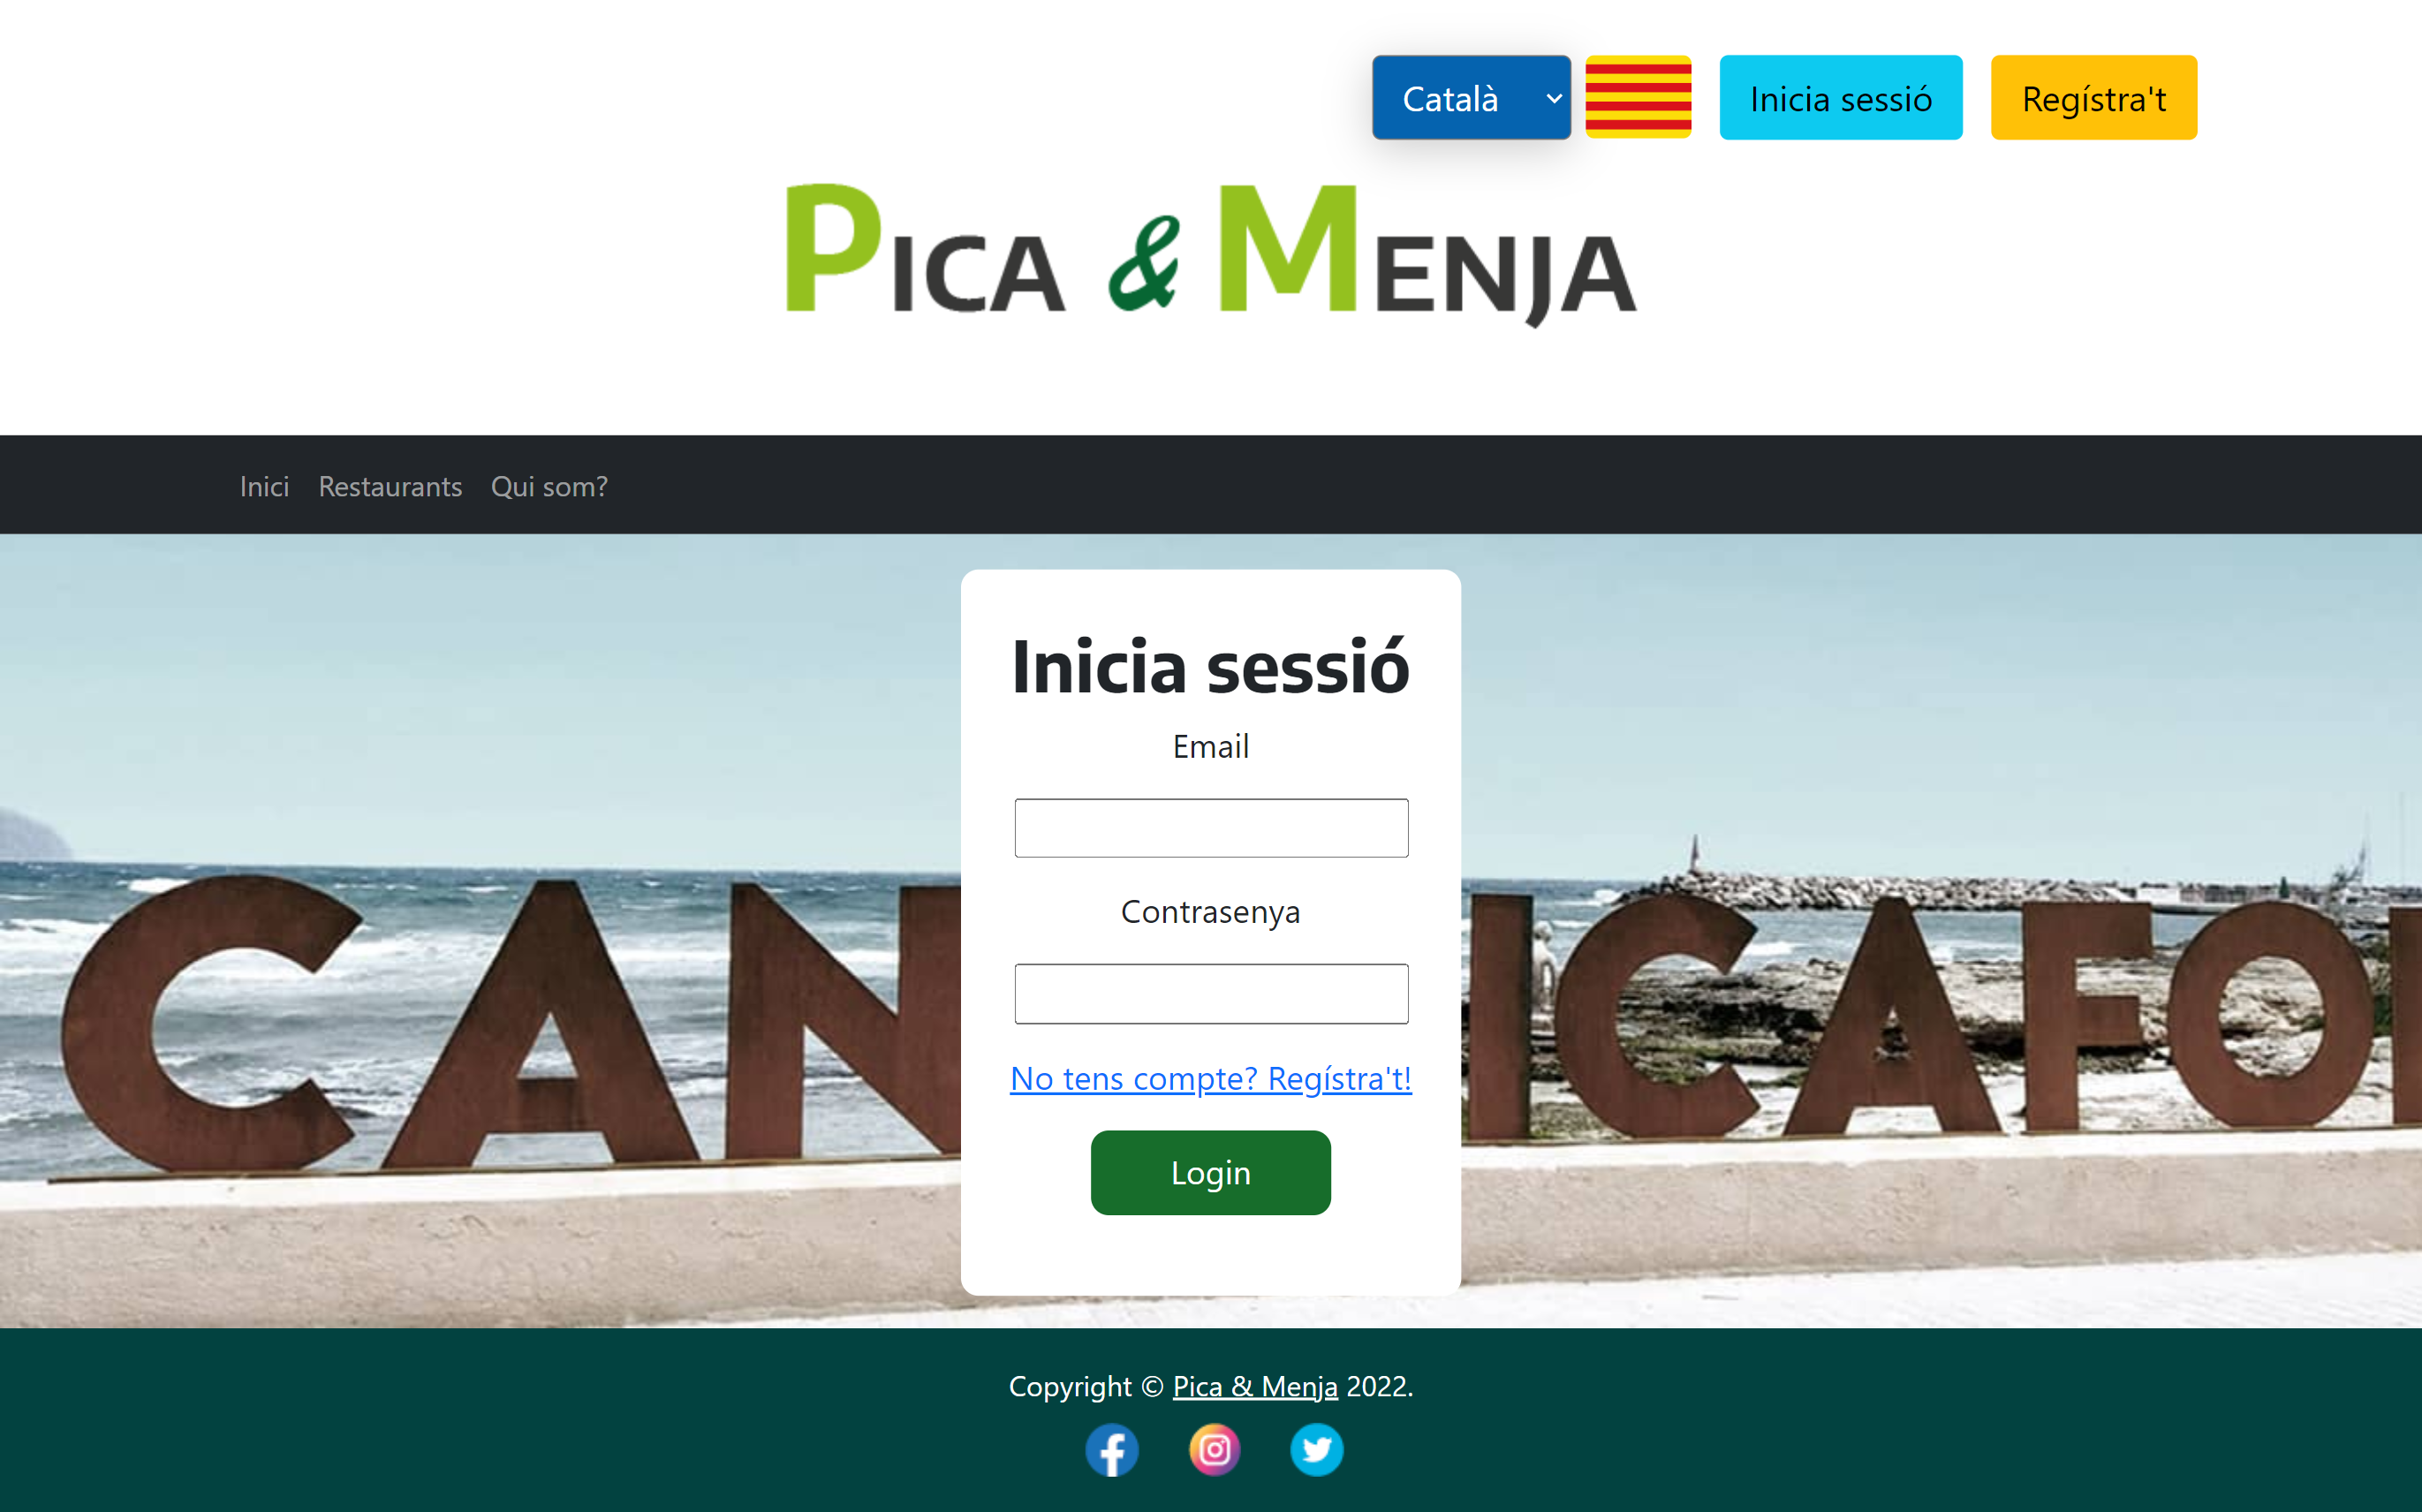 Català
Inicia sessió
Regístra't
PICA & MENJA
Inici Restaurants Qui som?
Inicia sessió
Email
Contrasenya
No tens compte? Regístra't!
Login
CAN ICAFO
Copyright © Pica & Menja 2022.